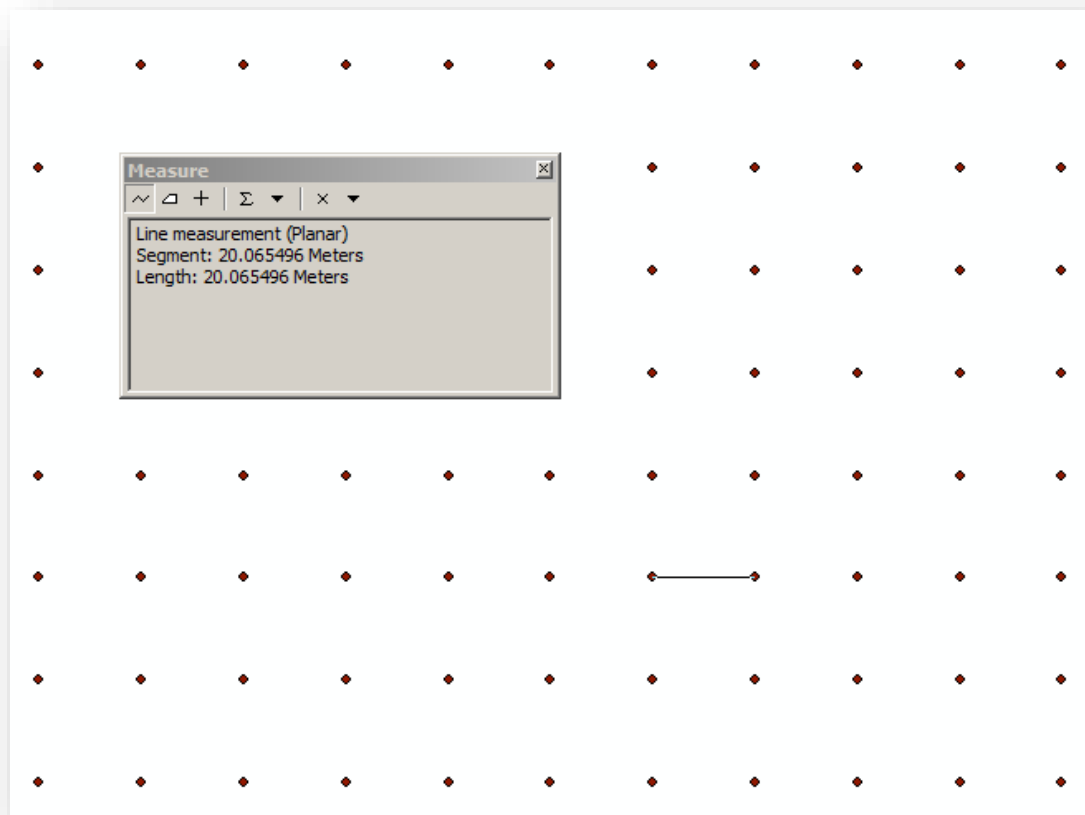 Measure
Line measurement (Planar)
Segment: 20.065496 Meters
Length: 20.065496 Meters